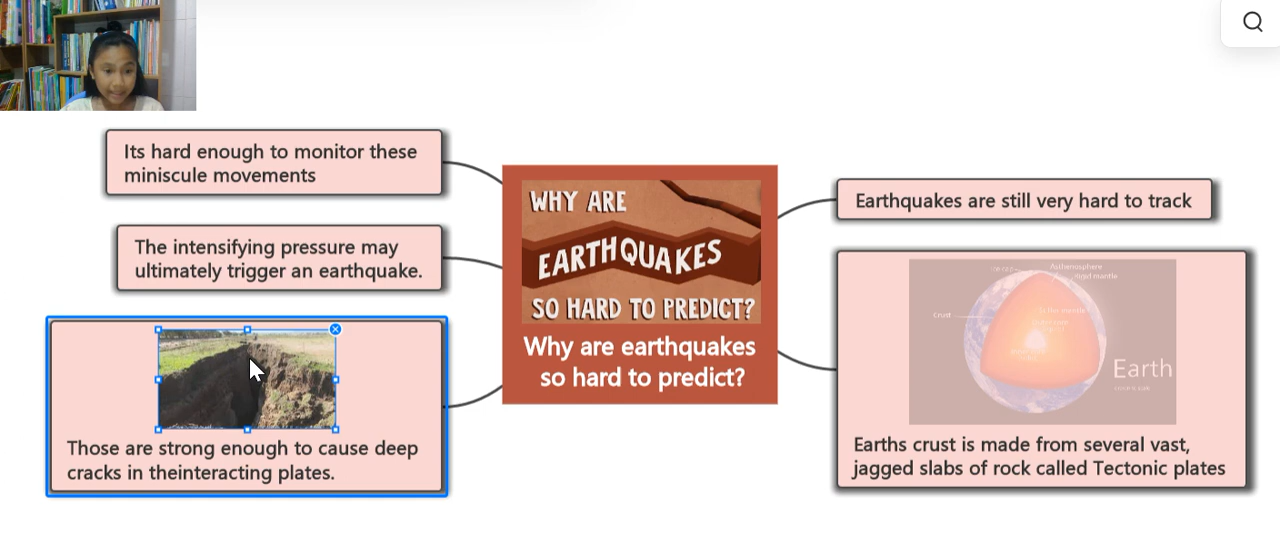 Its hard enough to monitor these
miniscule movements
The intensifying pressure may
ultimately trigger an earthquake.
Those are strong enough to cause deep
cracks in theinteracting plates.
WHY ARE
EARTHQUAKES
SO HARD TO PREDICT?
Why are earthquakes
so hard to predict?
Earthquakes are still very hard to track
Asthenosphere
rigid mantle
Crust
Earth
Earths crust is made from several vast,
jagged slabs of rock called Tectonic plates